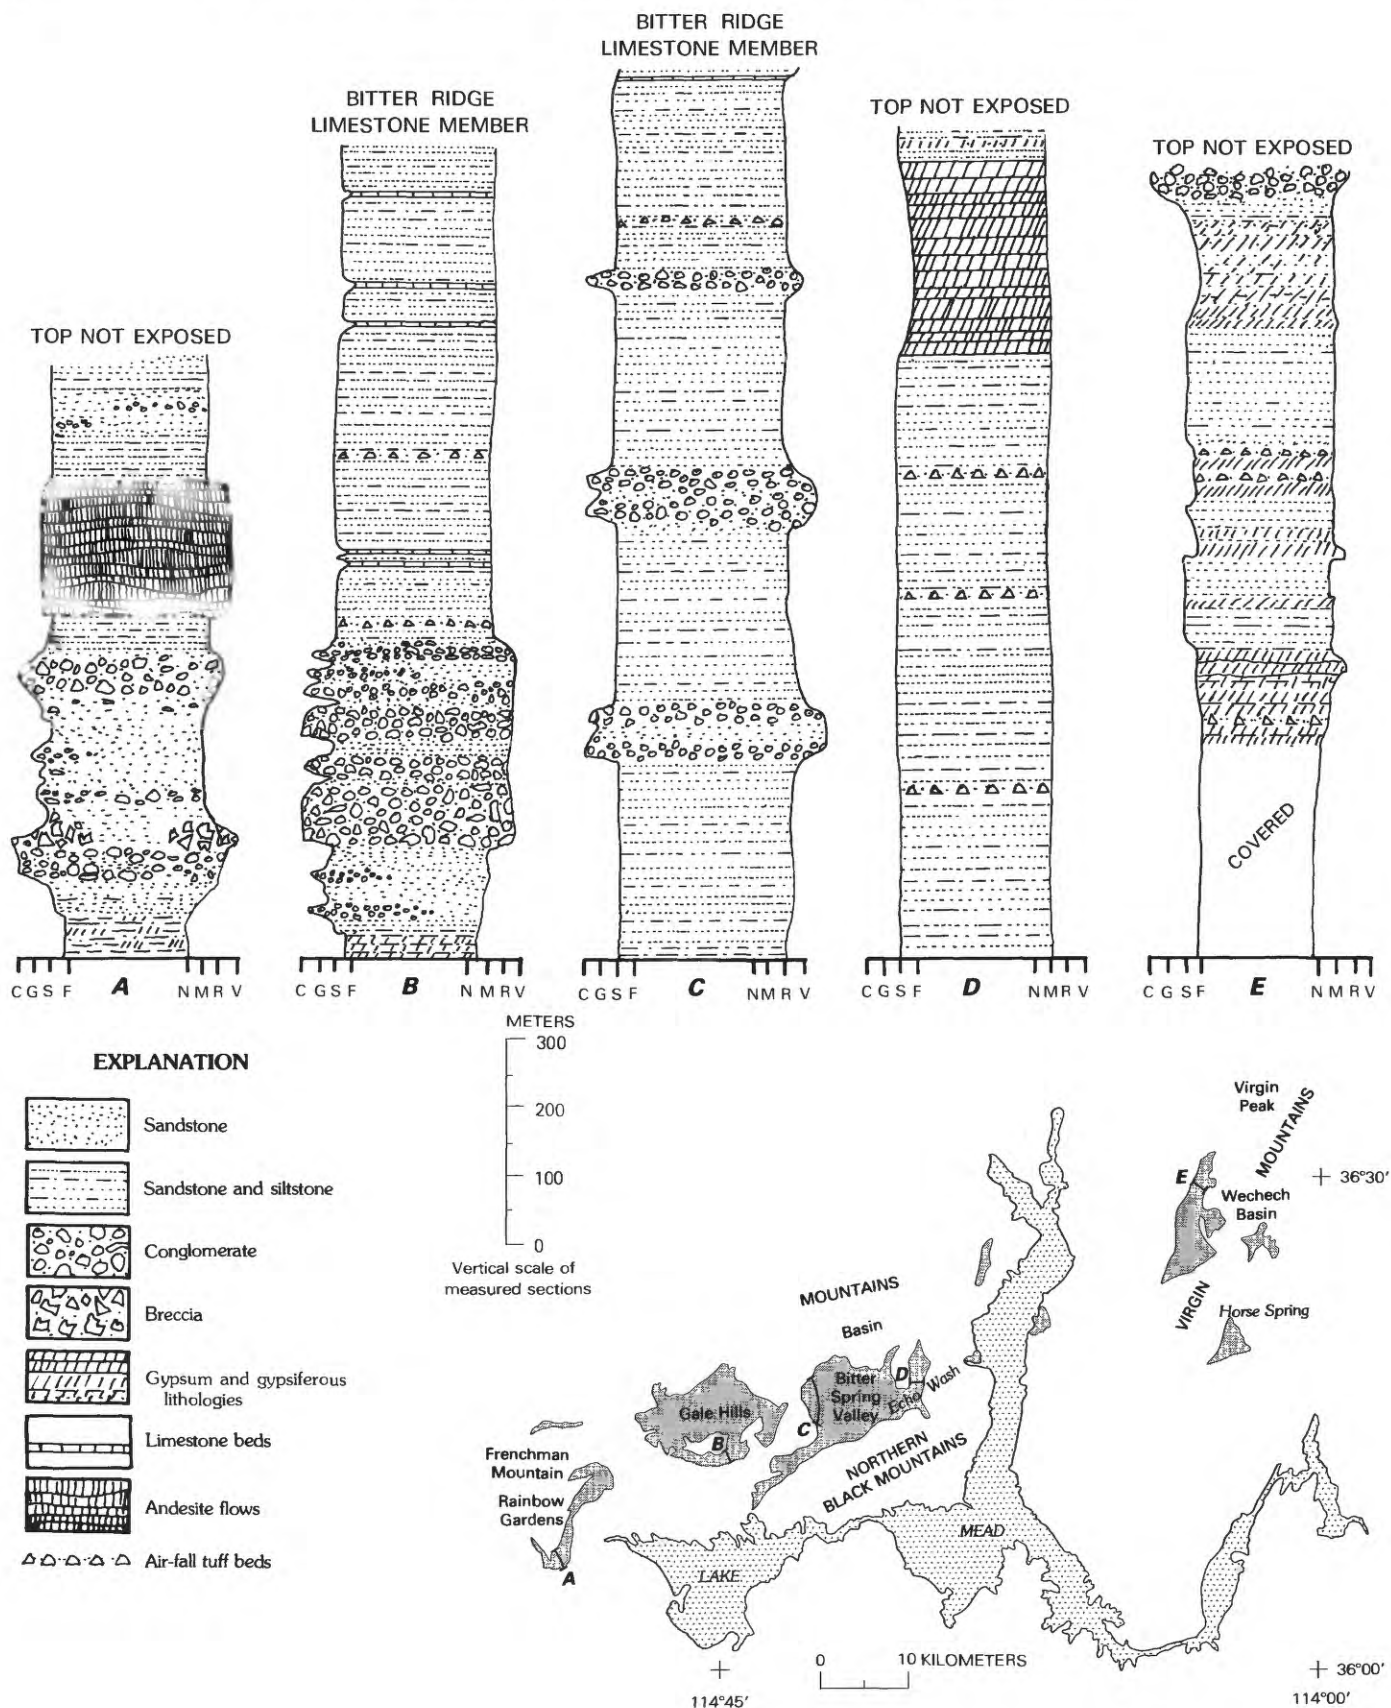 BITTER RIDGE
LIMESTONE MEMBER
BITTER RIDGE
LIMESTONE MEMBER
TOP NOT EXPOSED
TOP NOT EXPOSED
TOP NOT EXPOSED
COVERED
C G S F A N M R V
C G S F B N M R V
C G S F C N M R V
C G S F D N M R V
C G S F E N M R V
EXPLANATION
Sandstone
Sandstone and siltstone
Conglomerate
Breccia
Gypsum and gypsiferous
lithologies
Limestone beds
Andesite flows
Air-fall tuff beds
METERS
300
200
100
0
Vertical scale of
measured sections
Virgin
Peak
MOUNTAINS
E
36°30'
Wechech
Basin
VIRGIN
Horse Spring
MOUNTAINS
Basin
D
Bitter
Spring
Valley
Echo Wash
Gale Hills
C
B
NORTHERN
BLACK MOUNTAINS
Frenchman
Mountain
Rainbow
Gardens
A
LAKE
MEAD
0 10 KILOMETERS
36°00'
114°45'
114°00'